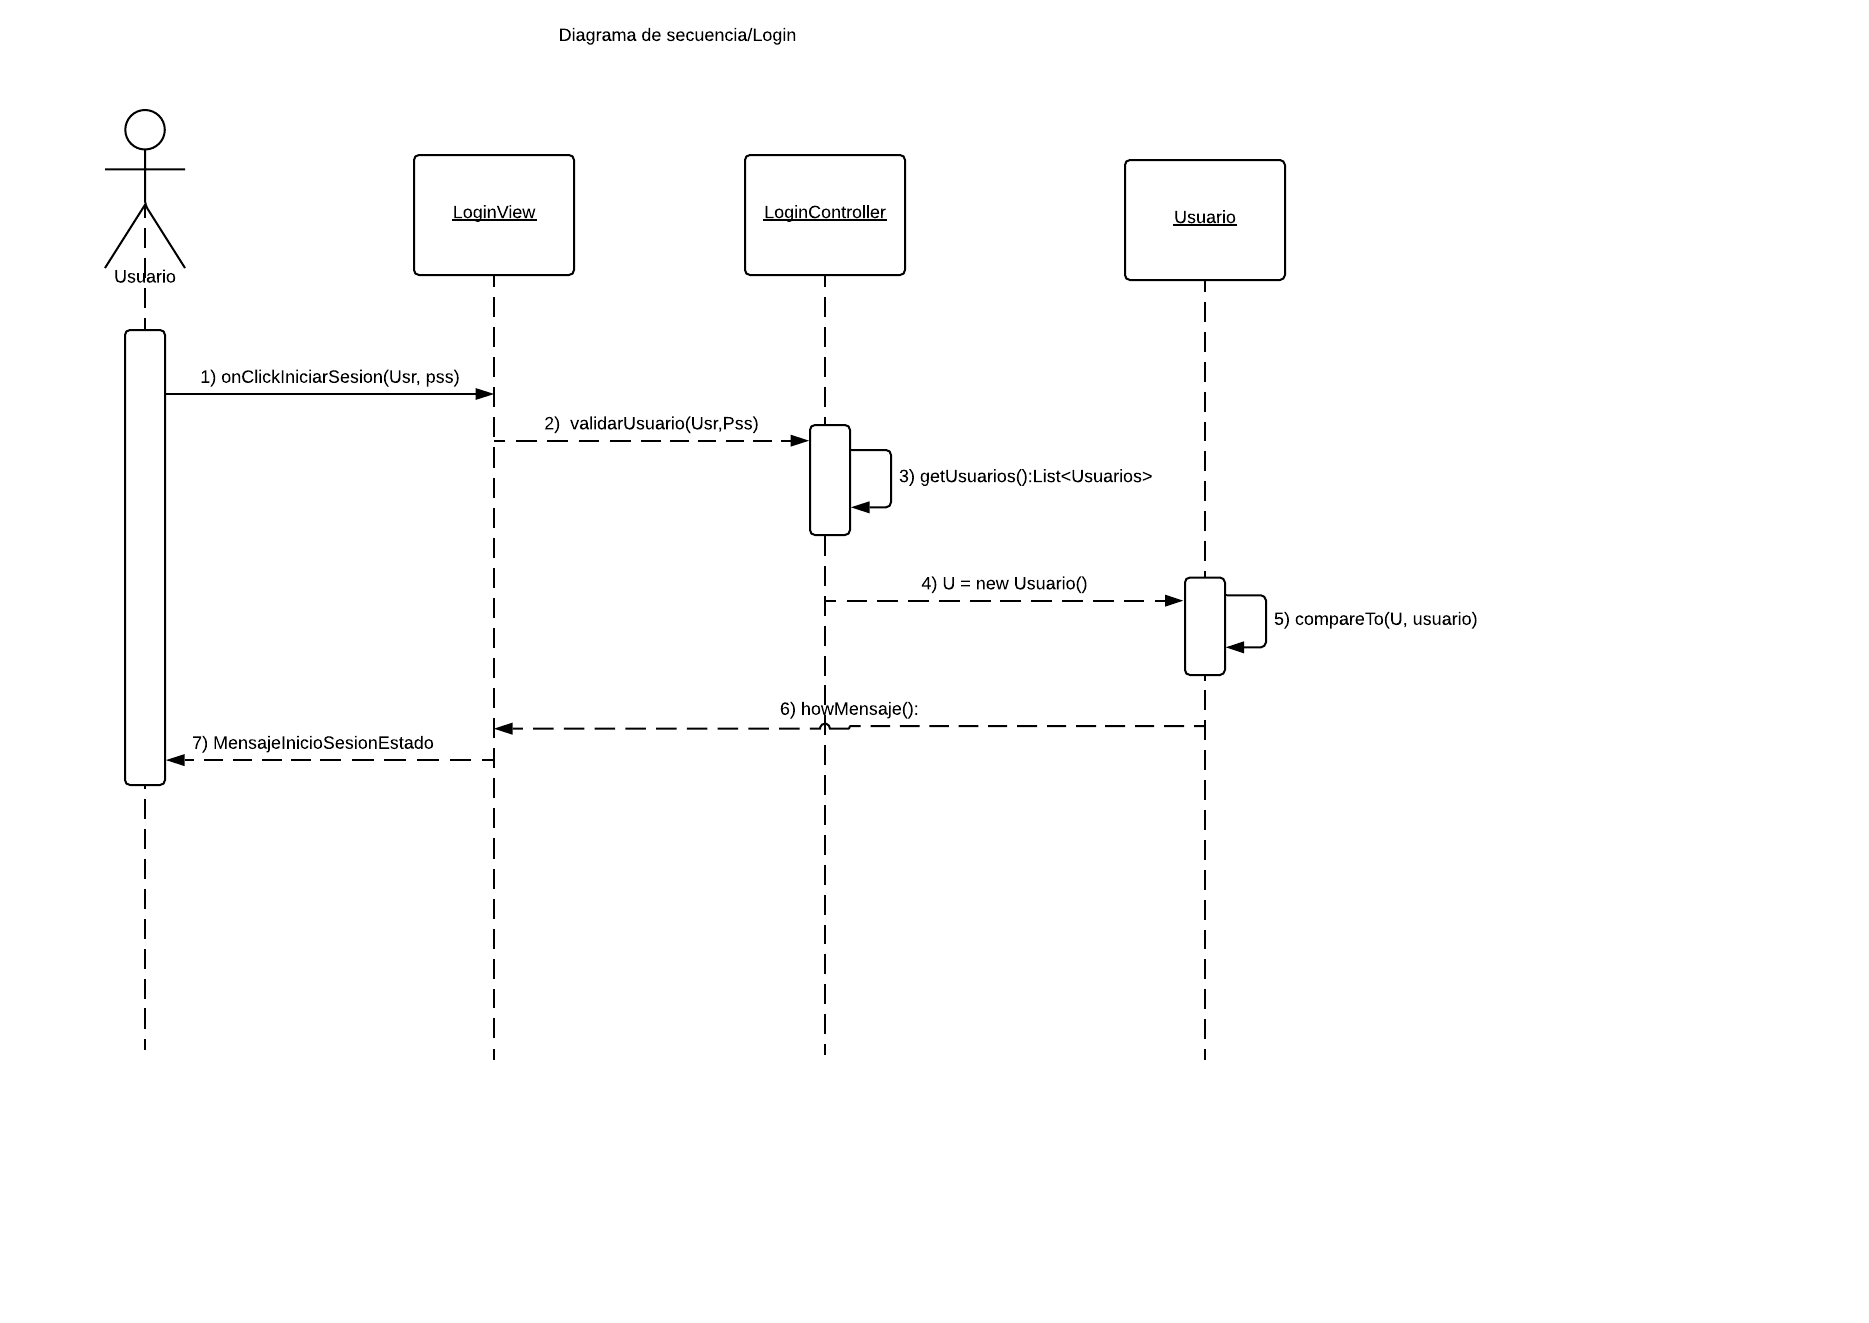 Diagrama de secuencia/Login
LoginView
LoginController
Usuario
Usuario
1) onClickIniciarSesion(Usr, pss)
2)  validarUsuario(Usr,Pss)
3) getUsuarios():List<Usuarios>
4) U = new Usuario()
5) compareTo(U, usuario)
6) howMensaje():
7) MensajeInicioSesionEstado